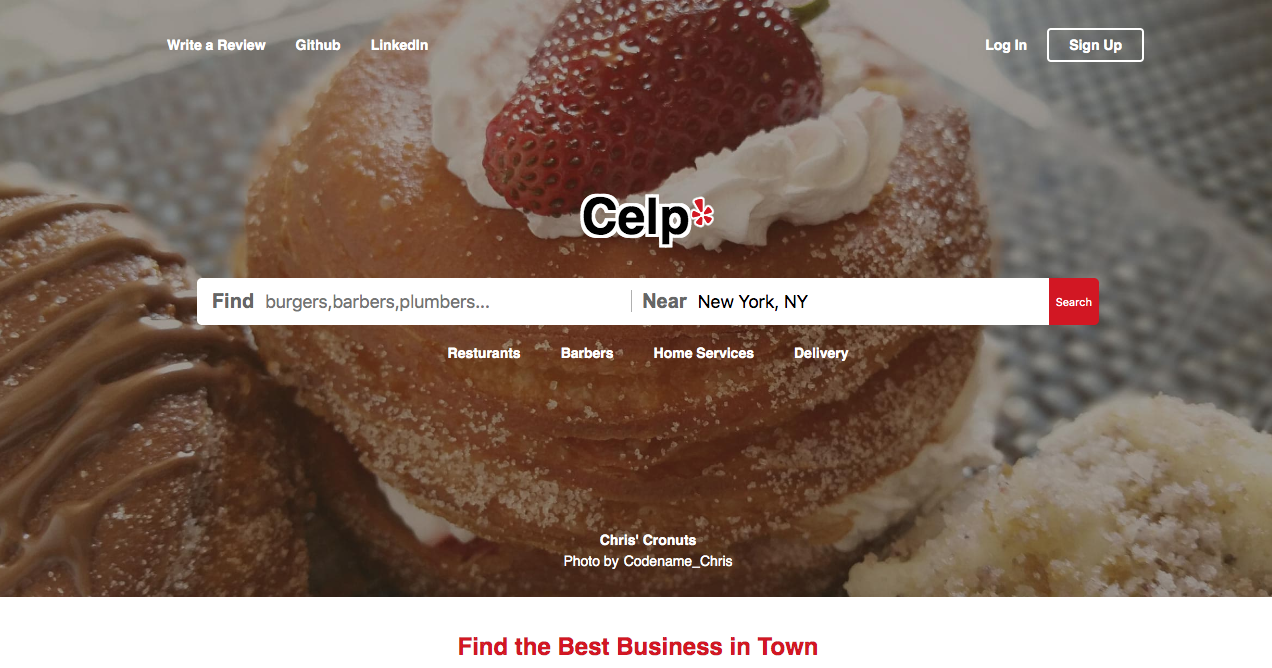 Write a Review Github LinkedIn Log In Sign Up
Celp
Find burgers,barbers,plumbers... Near New York, NY Search
Resturants Barbers Home Services Delivery
Chris' Cronuts
Photo by Codename_Chris
Find the Best Business in Town